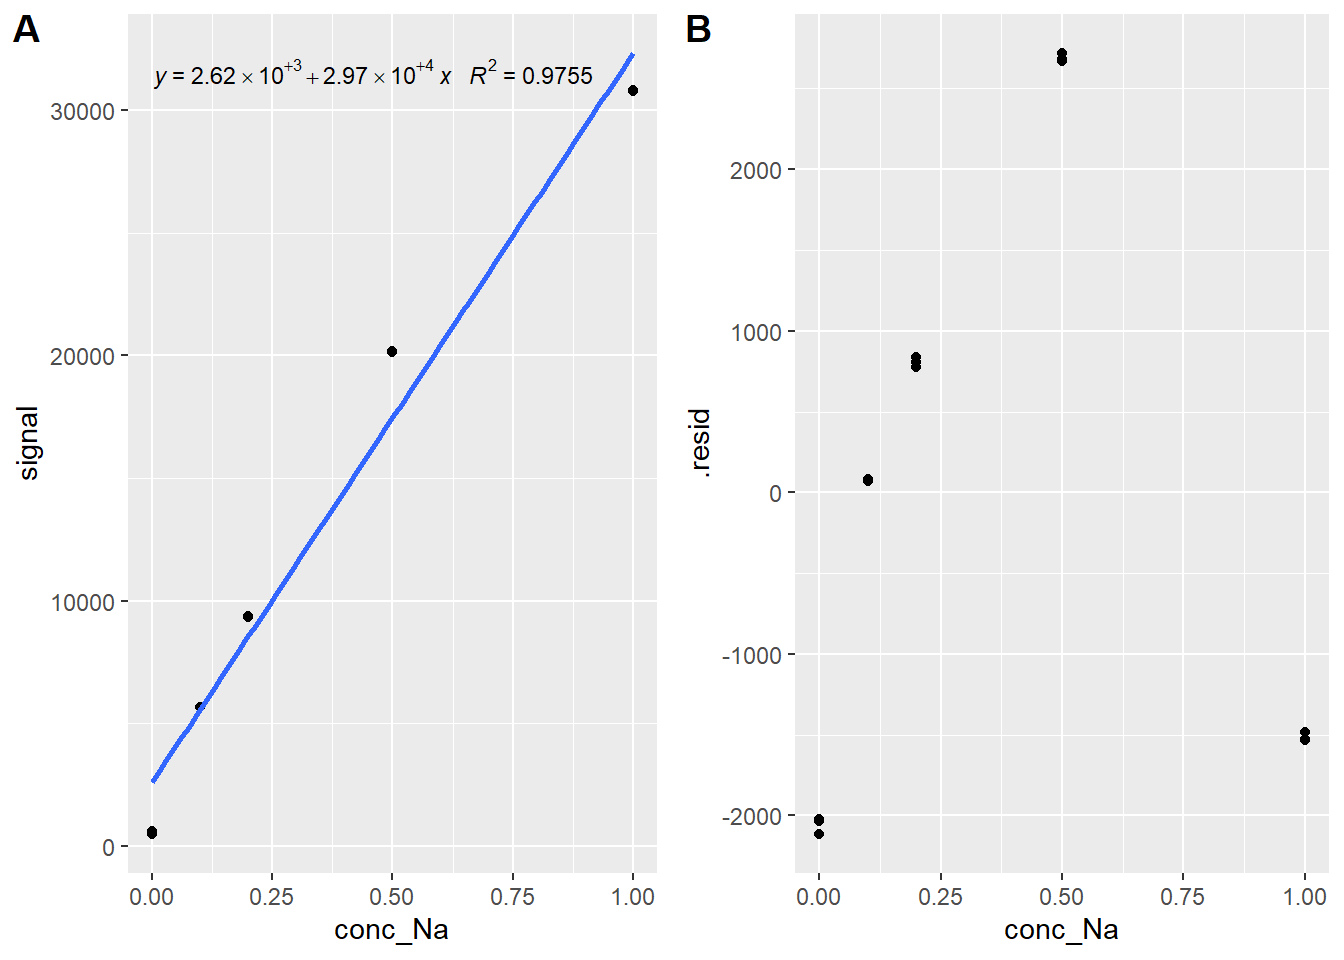 A
y = 2.62 × 10⁺³ + 2.97 × 10⁺⁴ x R² = 0.9755
30000
20000
10000
0
signal
0.00 0.25 0.50 0.75 1.00
conc_Na
B
2000
1000
0
-1000
-2000
.resid
0.00 0.25 0.50 0.75 1.00
conc_Na